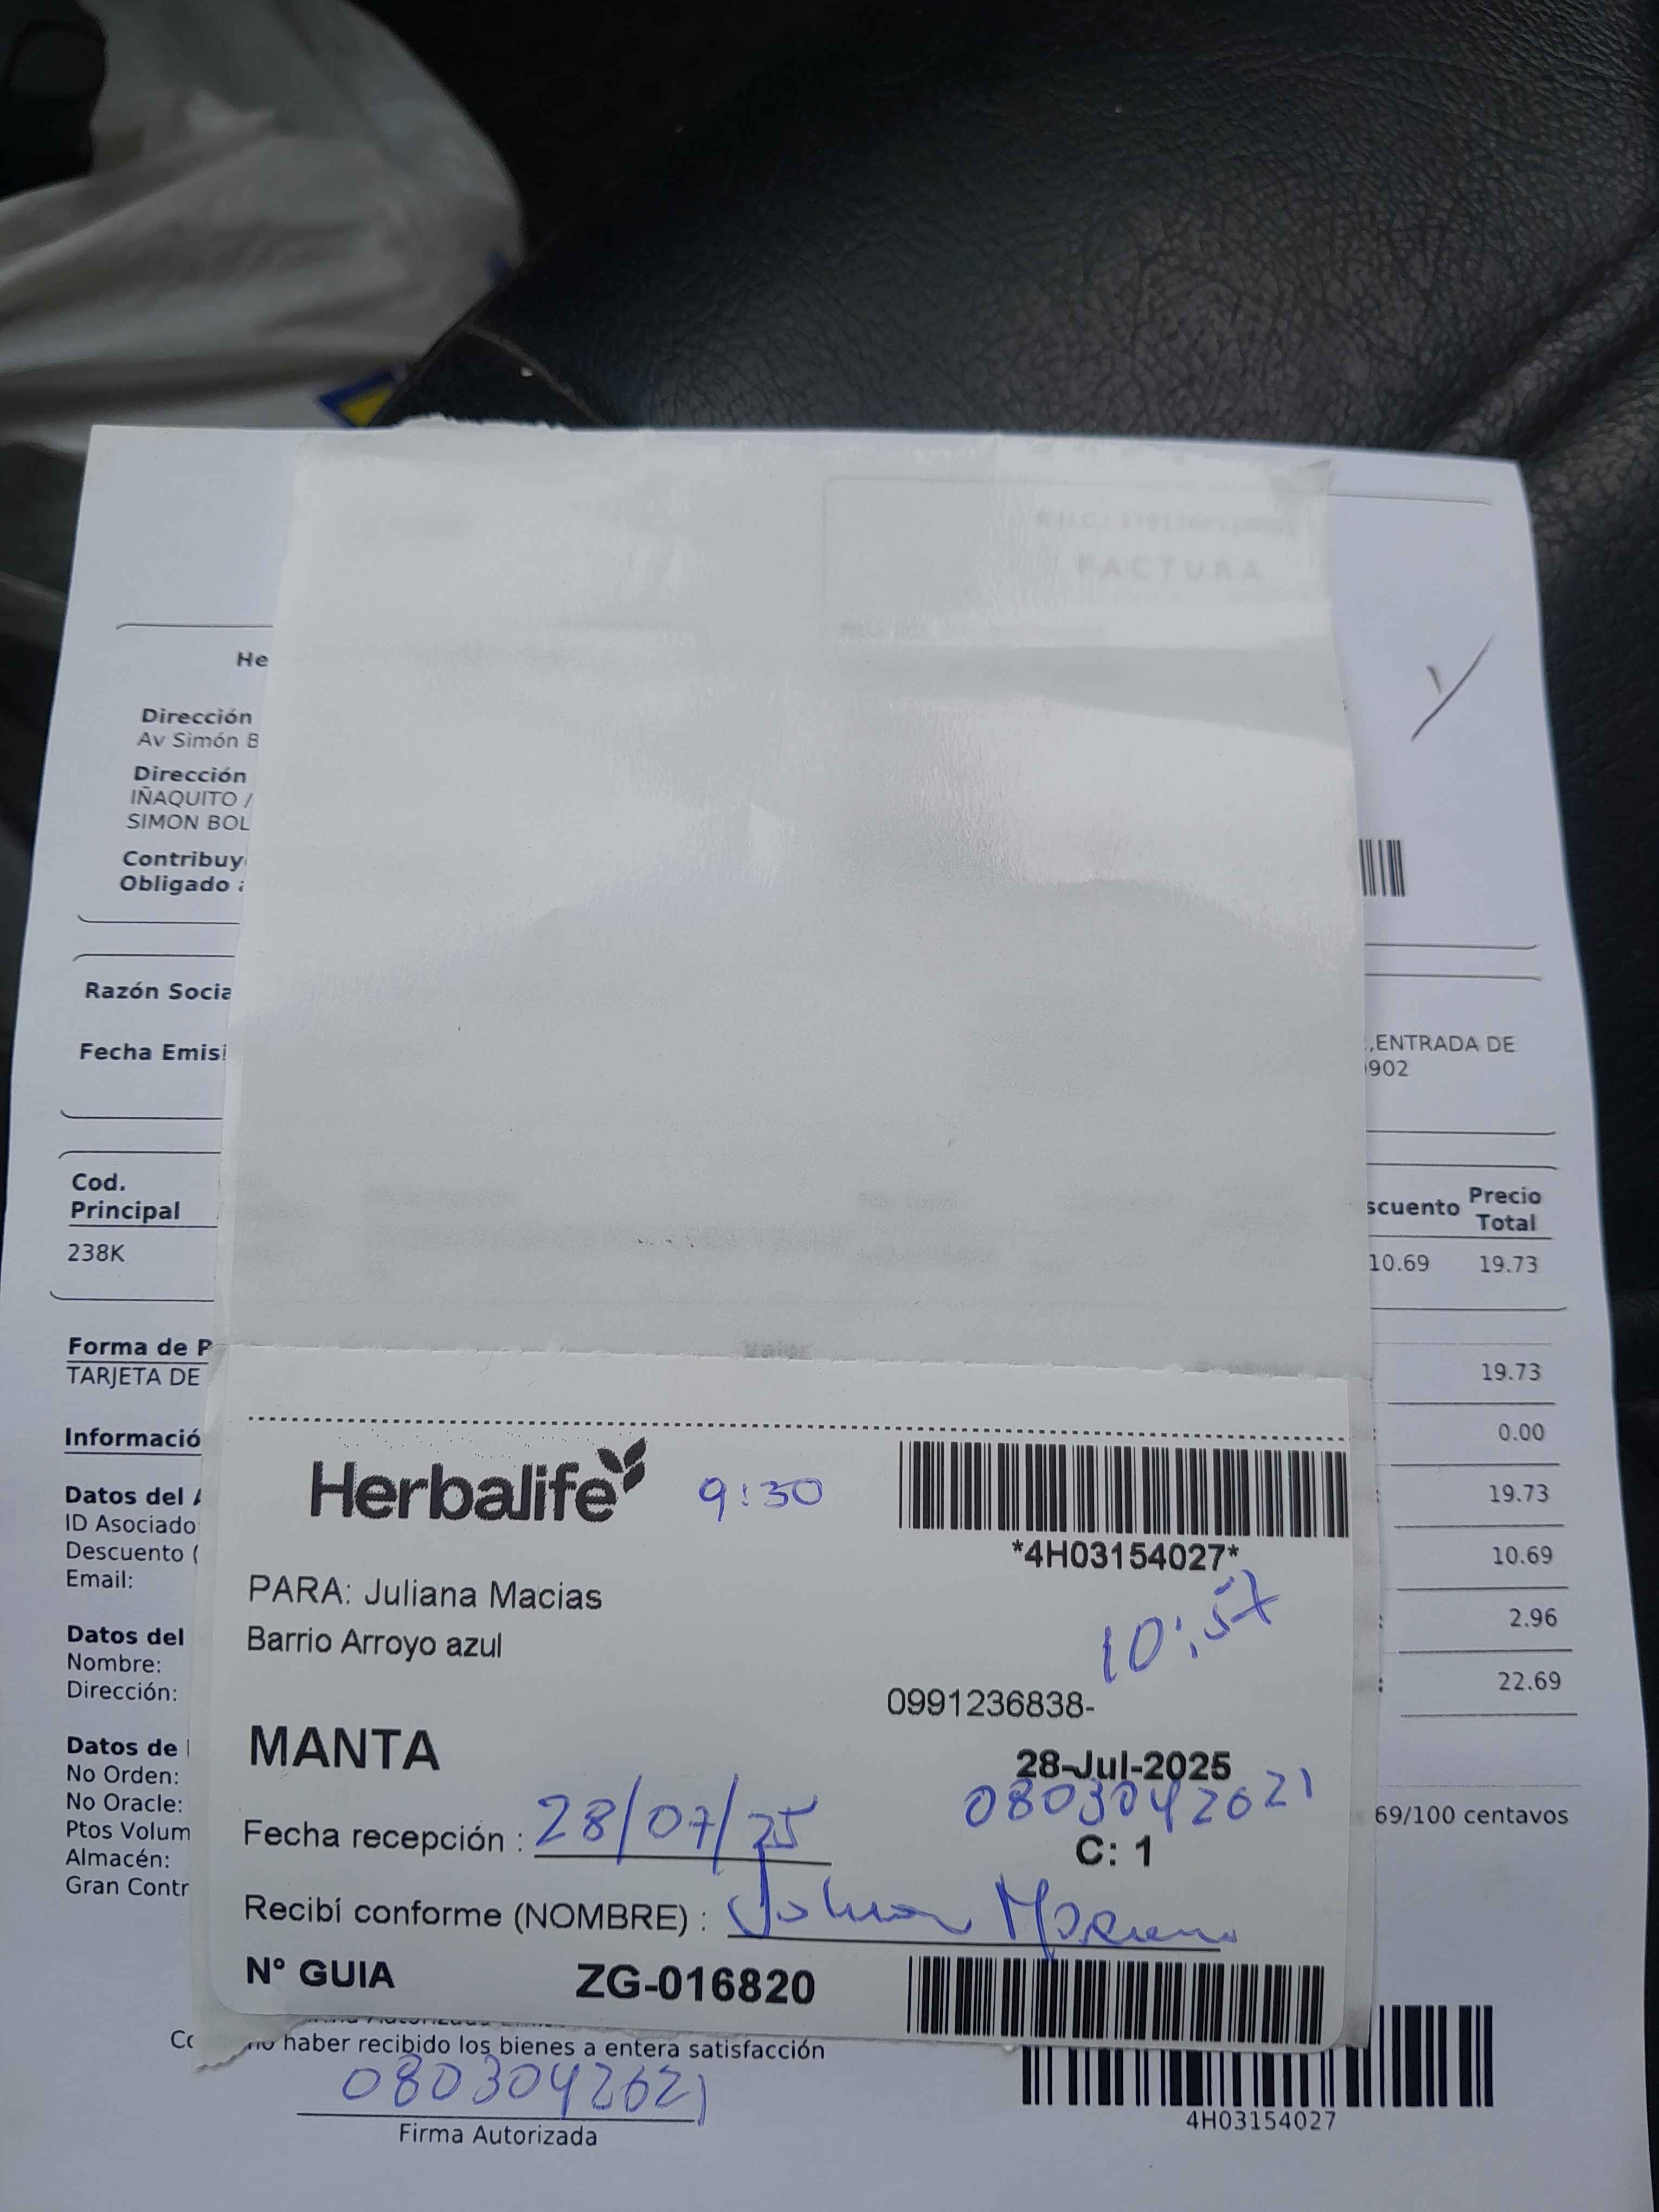 FACTURA
He
Dirección
Av Simón B
Dirección
IÑAQUITO /
SIMON BOL
Contribuy
Obligado a
Razón Socia
Fecha Emisi
,ENTRADA DE
902
Cod.
Principal
scuento
Precio
Total
238K
10.69 19.73
Forma de P
Valor
TARJETA DE
19.73
0.00
19.73
10.69
2.96
22.69
Informació
Datos del A
ID Asociado
Descuento (
Email:
Datos del
Nombre:
Dirección:
Datos de
No Orden:
No Oracle:
Ptos Volum
Almacén:
Gran Contr
69/100 centavos
Herbalife 9:30
*4H03154027*
PARA: Juliana Macias
10:57
Barrio Arroyo azul
0991236838-
MANTA
28-Jul-2025
0803042621
Fecha recepción : 28/07/25
C: 1
Recibí conforme (NOMBRE) :
N° GUIA ZG-016820
haber recibido los bienes a entera satisfacción
0803042621
Firma Autorizada
4H03154027